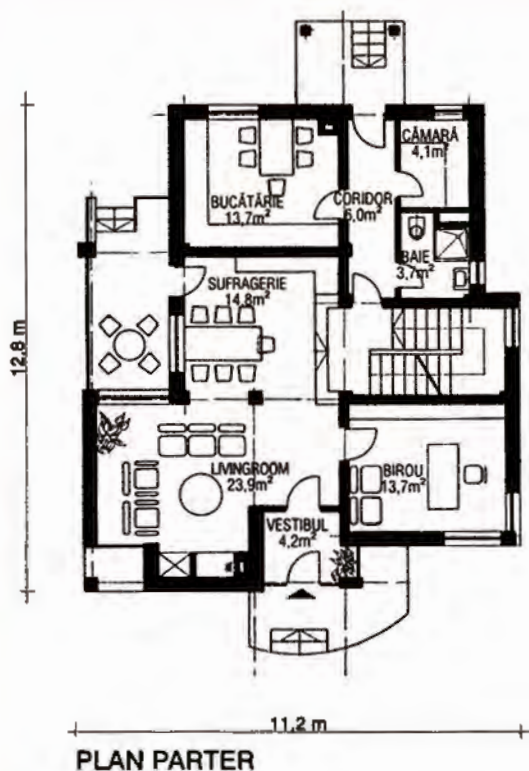 CĂMARĂ
4,1m²
BUCĂTĂRIE
13,7m²
CORIDOR
6,0m²
BAIE
3,7m²
SUFRAGERIE
14,8m²
12,8 m
LIVINGROOM
23,9m²
BIROU
13,7m²
VESTIBUL
4,2m²
11,2 m
PLAN PARTER